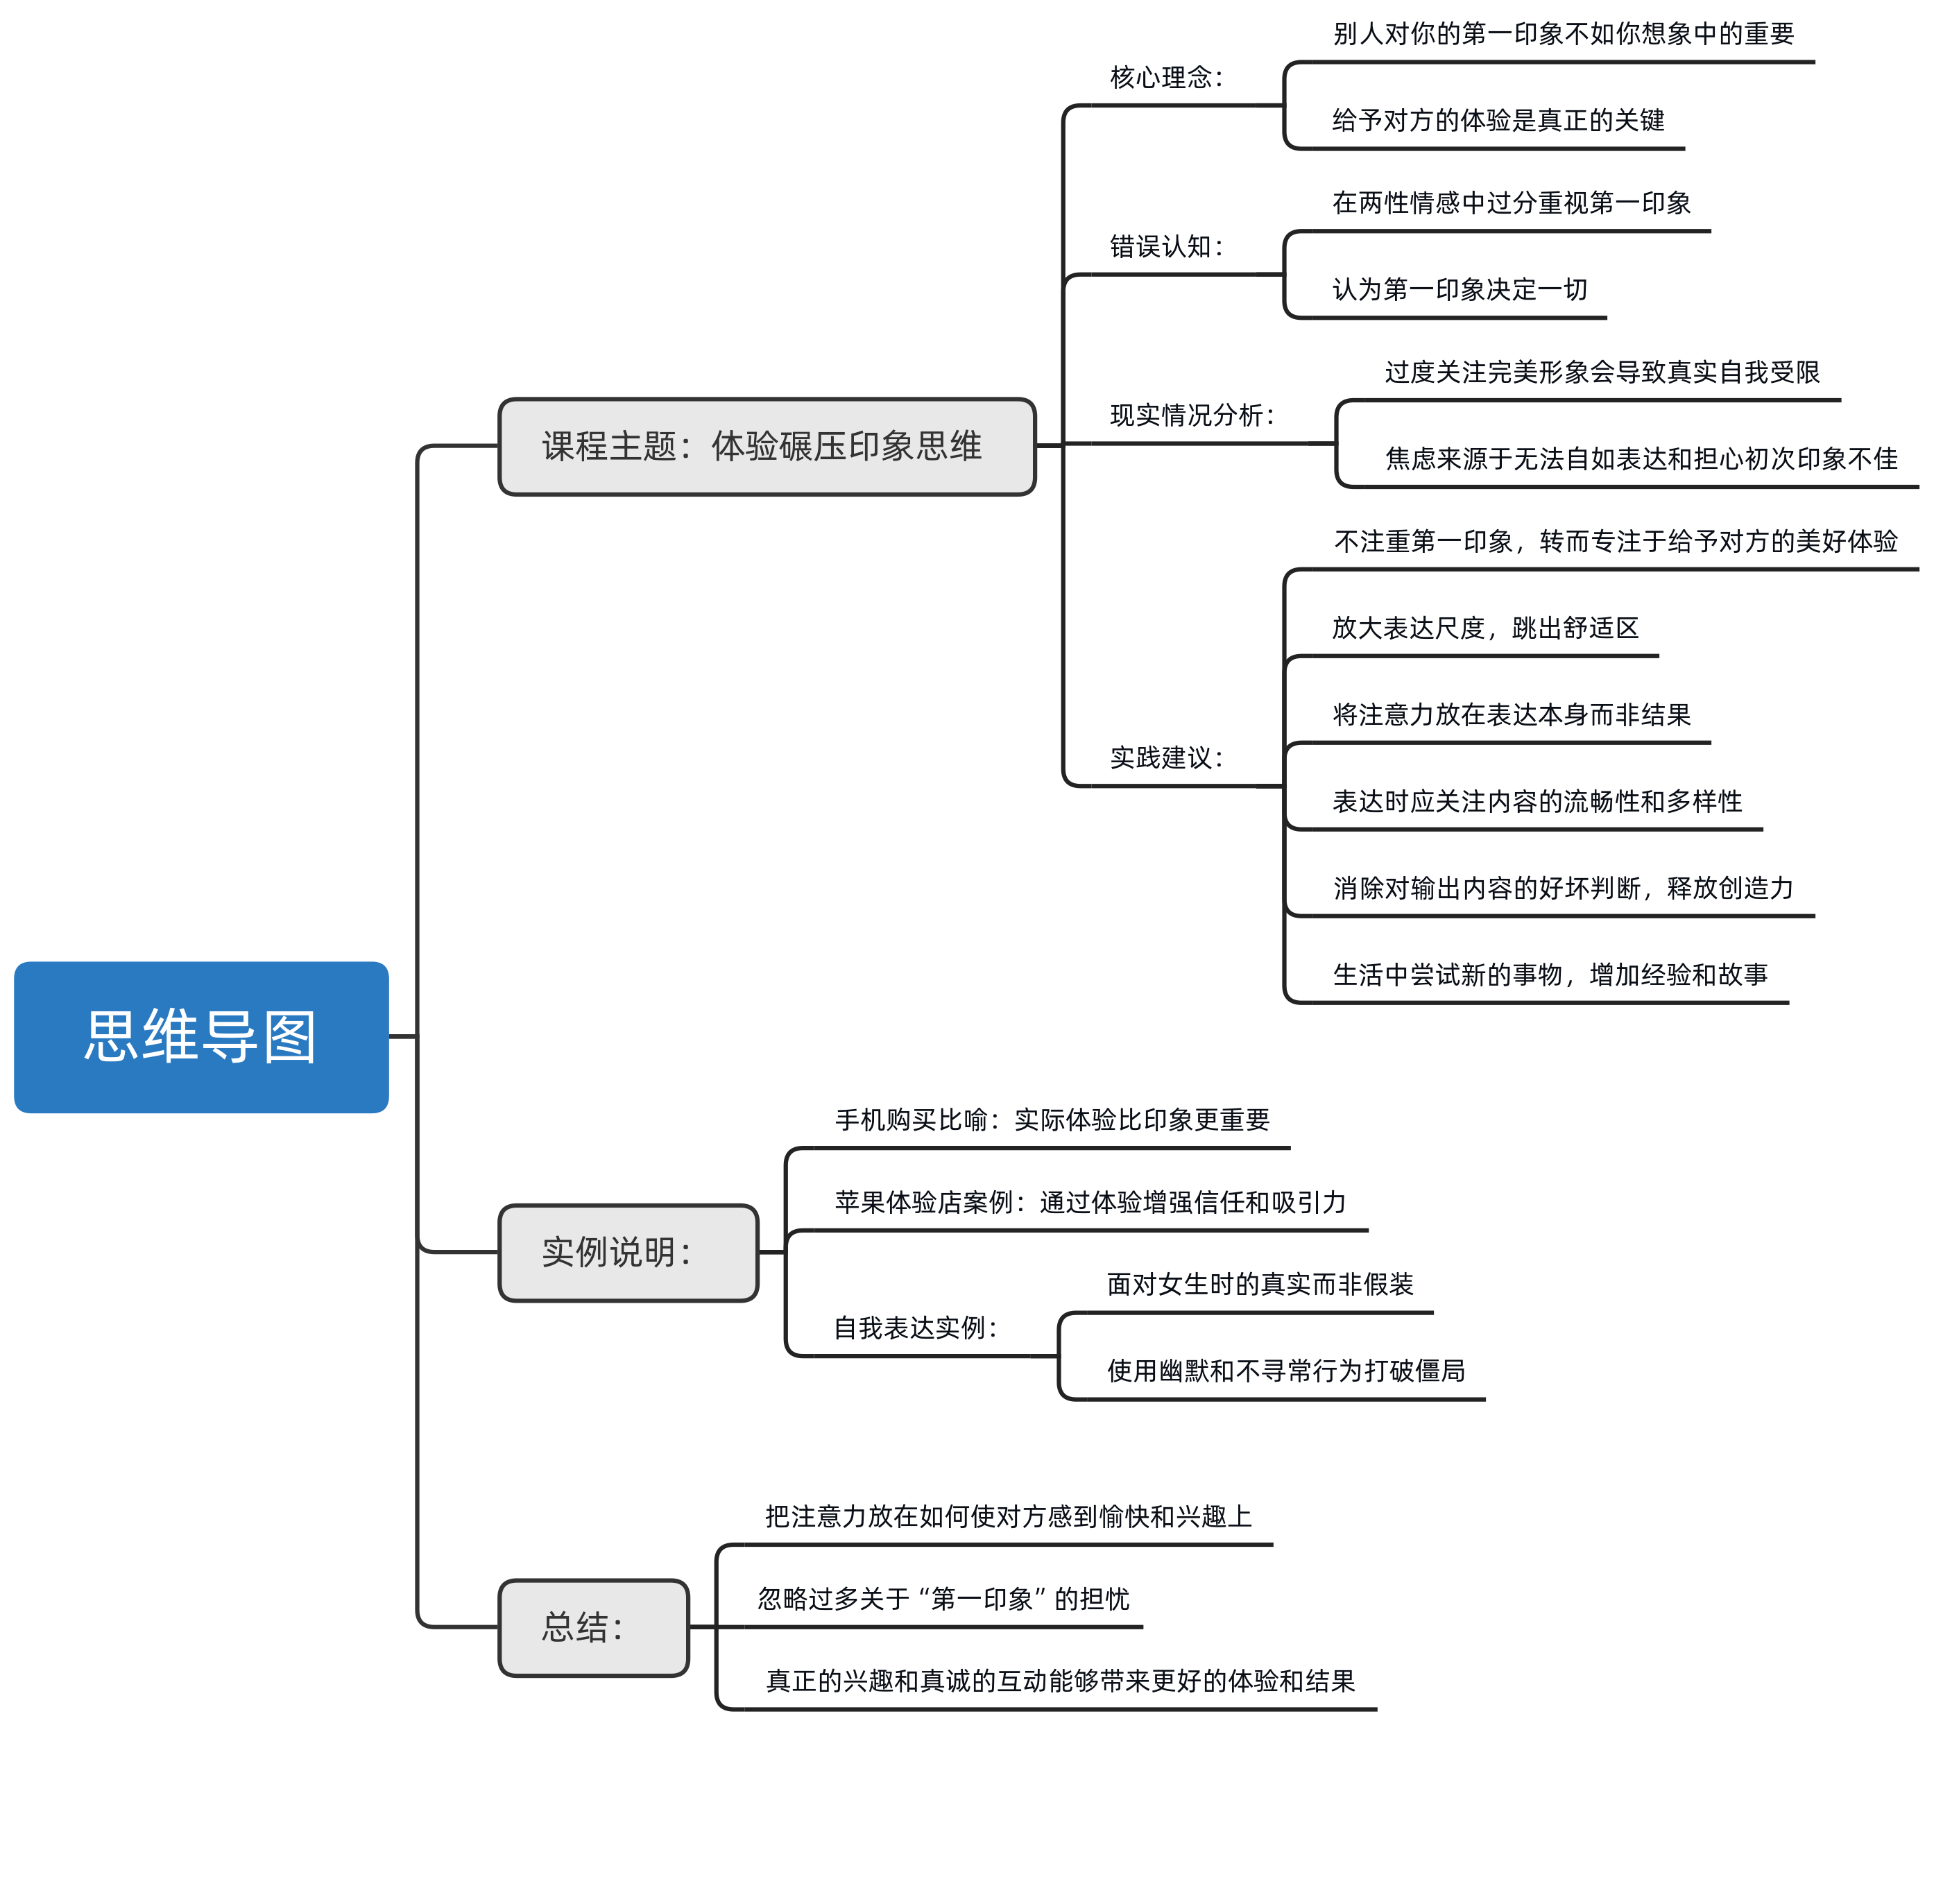 思维导图
课程主题：体验碾压印象思维
核心理念：
别人对你的第一印象不如你想象中的重要
给予对方的体验是真正的关键
错误认知：
在两性情感中过分重视第一印象
认为第一印象决定一切
现实情况分析：
过度关注完美形象会导致真实自我受限
焦虑来源于无法自如表达和担心初次印象不佳
实践建议：
不注重第一印象，转而专注于给予对方的美好体验
放大表达尺度，跳出舒适区
将注意力放在表达本身而非结果
表达时应关注内容的流畅性和多样性
消除对输出内容的好坏判断，释放创造力
生活中尝试新的事物，增加经验和故事
实例说明：
手机购买比喻：实际体验比印象更重要
苹果体验店案例：通过体验增强信任和吸引力
自我表达实例：
面对女生时的真实而非假装
使用幽默和不寻常行为打破僵局
总结：
把注意力放在如何使对方感到愉快和兴趣上
忽略过多关于“第一印象”的担忧
真正的兴趣和真诚的互动能够带来更好的体验和结果